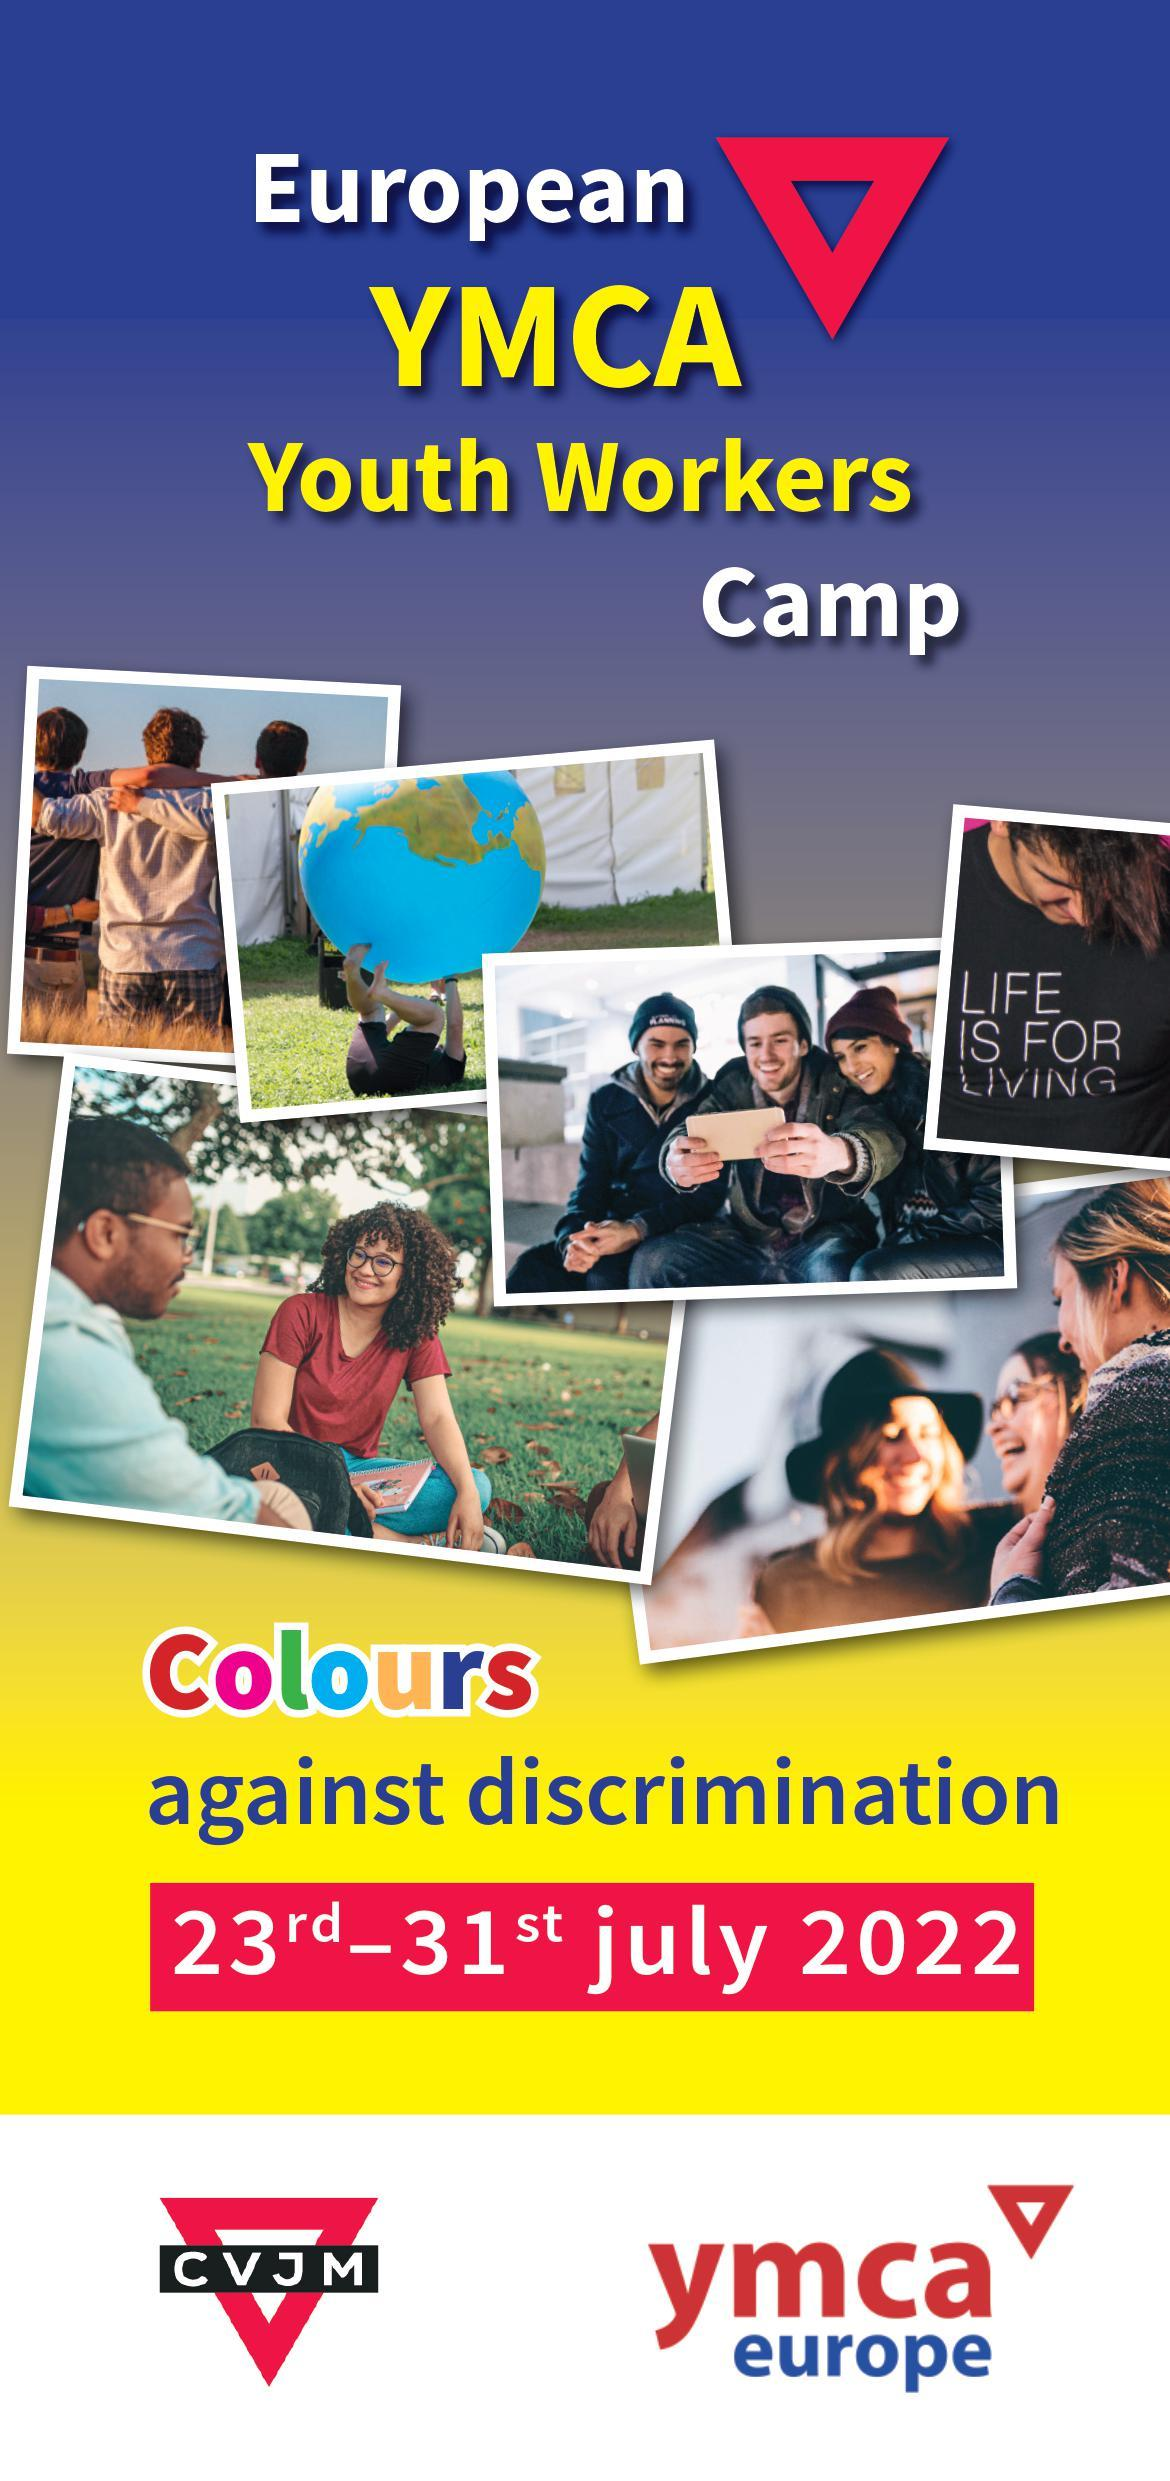 European
YMCA
Youth Workers
Camp
PLANNING
LIFE
IS FOR
LIVING
Colours
against discrimination
23rd–31st july 2022
CVJM
ymca
europe